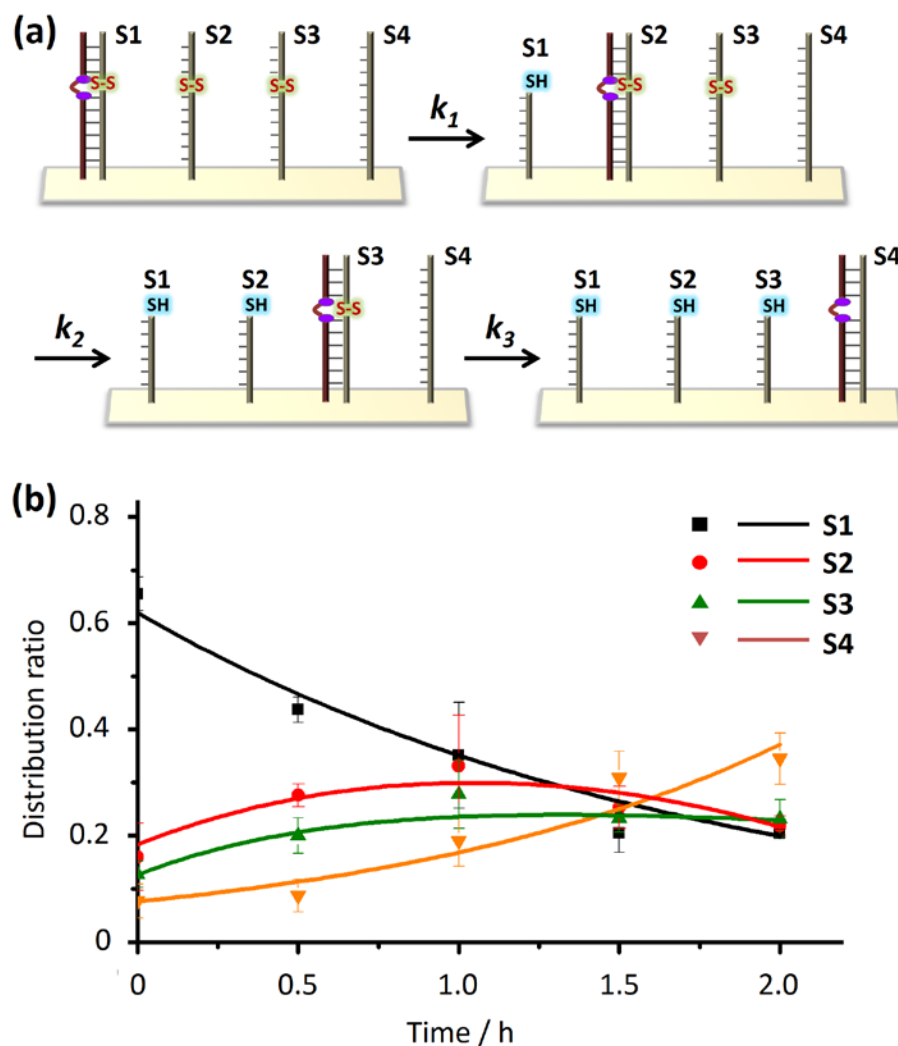 (a)
S1 S2 S3 S4
S-S S-S S-S
k1
S1 S2 S3 S4
SH S-S S-S
k2
S1 S2 S3 S4
SH SH S-S
k3
S1 S2 S3 S4
SH SH SH
(b)
Distribution ratio
0.8
0.6
0.4
0.2
0
0 0.5 1.0 1.5 2.0
Time / h
S1
S2
S3
S4